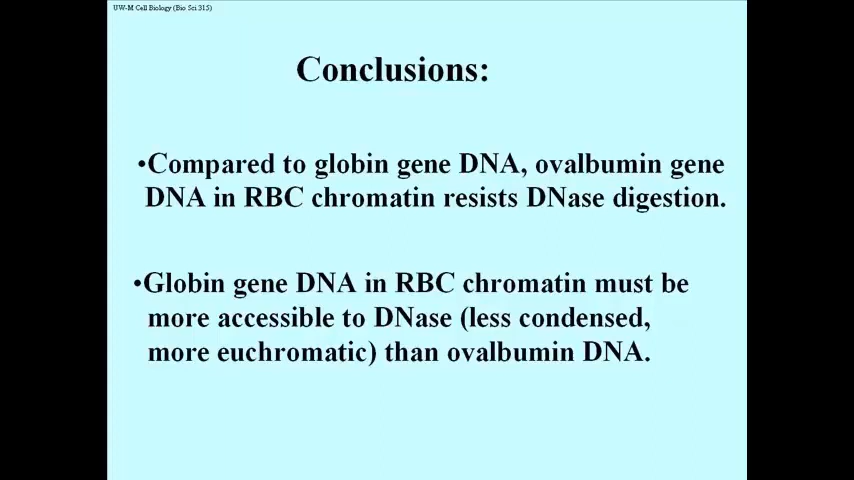 UW-M Cell Biology (Bio Sci 315)
Conclusions:
•Compared to globin gene DNA, ovalbumin gene
DNA in RBC chromatin resists DNase digestion.
•Globin gene DNA in RBC chromatin must be
more accessible to DNase (less condensed,
more euchromatic) than ovalbumin DNA.